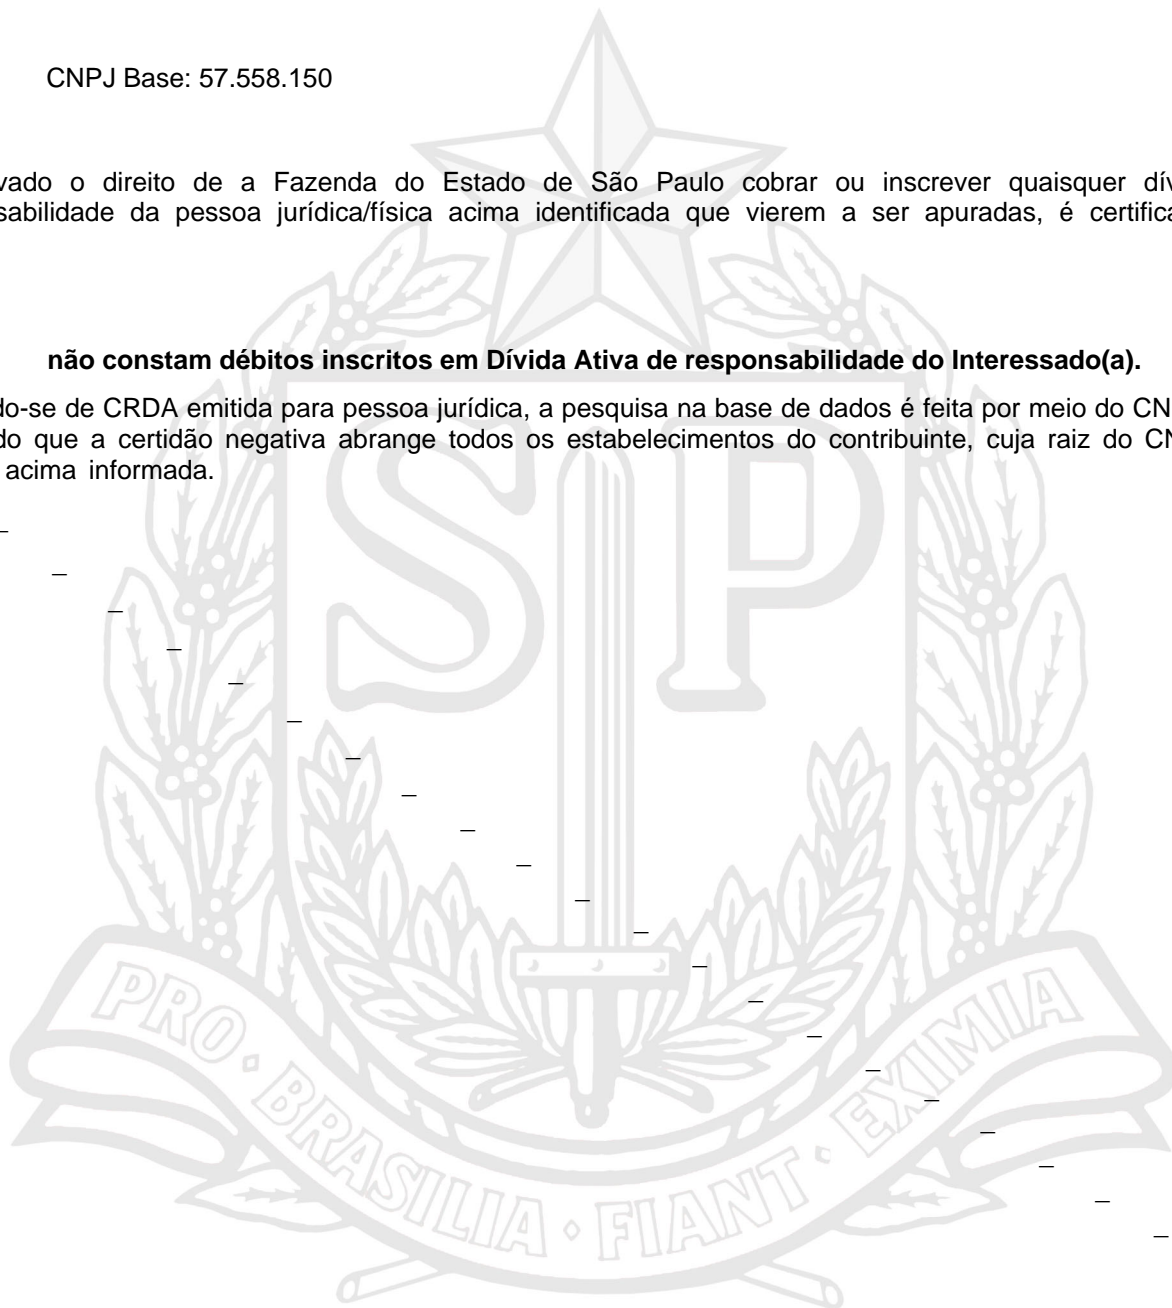 CNPJ Base: 57.558.150
vado o direito de a Fazenda do Estado de São Paulo cobrar ou inscrever quaisquer dív
sabilidade da pessoa jurídica/física acima identificada que vierem a ser apuradas, é certifica
não constam débitos inscritos em Dívida Ativa de responsabilidade do Interessado(a).
do-se de CRDA emitida para pessoa jurídica, a pesquisa na base de dados é feita por meio do CN
do que a certidão negativa abrange todos os estabelecimentos do contribuinte, cuja raiz do CN
acima informada.
SP
PRO • BRASILIA • FIANT • EXIMIA